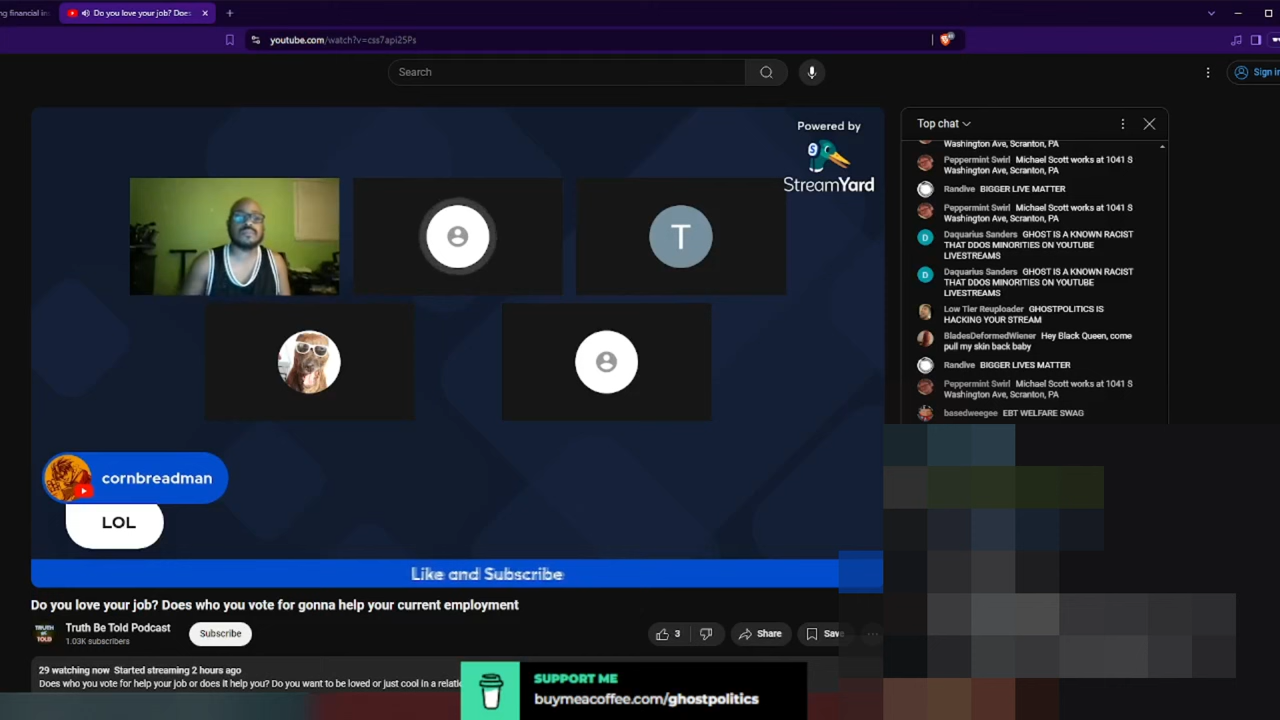 ng financial in
Do you love your job? Does
youtube.com/watch?v=css7api25Ps
Search
Sign in
Powered by
StreamYard
T
cornbreadman
LOL
Like and Subscribe
Top chat
Washington Ave, Scranton, PA
Peppermint Swirl Michael Scott works at 1041 S
Washington Ave, Scranton, PA
Randive BIGGER LIVE MATTER
Peppermint Swirl Michael Scott works at 1041 S
Washington Ave, Scranton, PA
D
Daquarius Sanders GHOST IS A KNOWN RACIST
THAT DDOS MINORITIES ON YOUTUBE
LIVESTREAMS
D
Daquarius Sanders GHOST IS A KNOWN RACIST
THAT DDOS MINORITIES ON YOUTUBE
LIVESTREAMS
Low Tier Reuploader GHOSTPOLITICS IS
HACKING YOUR STREAM
BladesDeformedWiener Hey Black Queen, come
pull my skin back baby
Randive BIGGER LIVES MATTER
Peppermint Swirl Michael Scott works at 1041 S
Washington Ave, Scranton, PA
basedweegee EBT WELFARE SWAG
Do you love your job? Does who you vote for gonna help your current employment
TRUTH
TOLD
Truth Be Told Podcast
1.03K subscribers
Subscribe
3
Share
Save
29 watching now Started streaming 2 hours ago
Does who you vote for help your job or does it help you? Do you want to be loved or just cool in a relati
SUPPORT ME
buymeacoffee.com/ghostpolitics